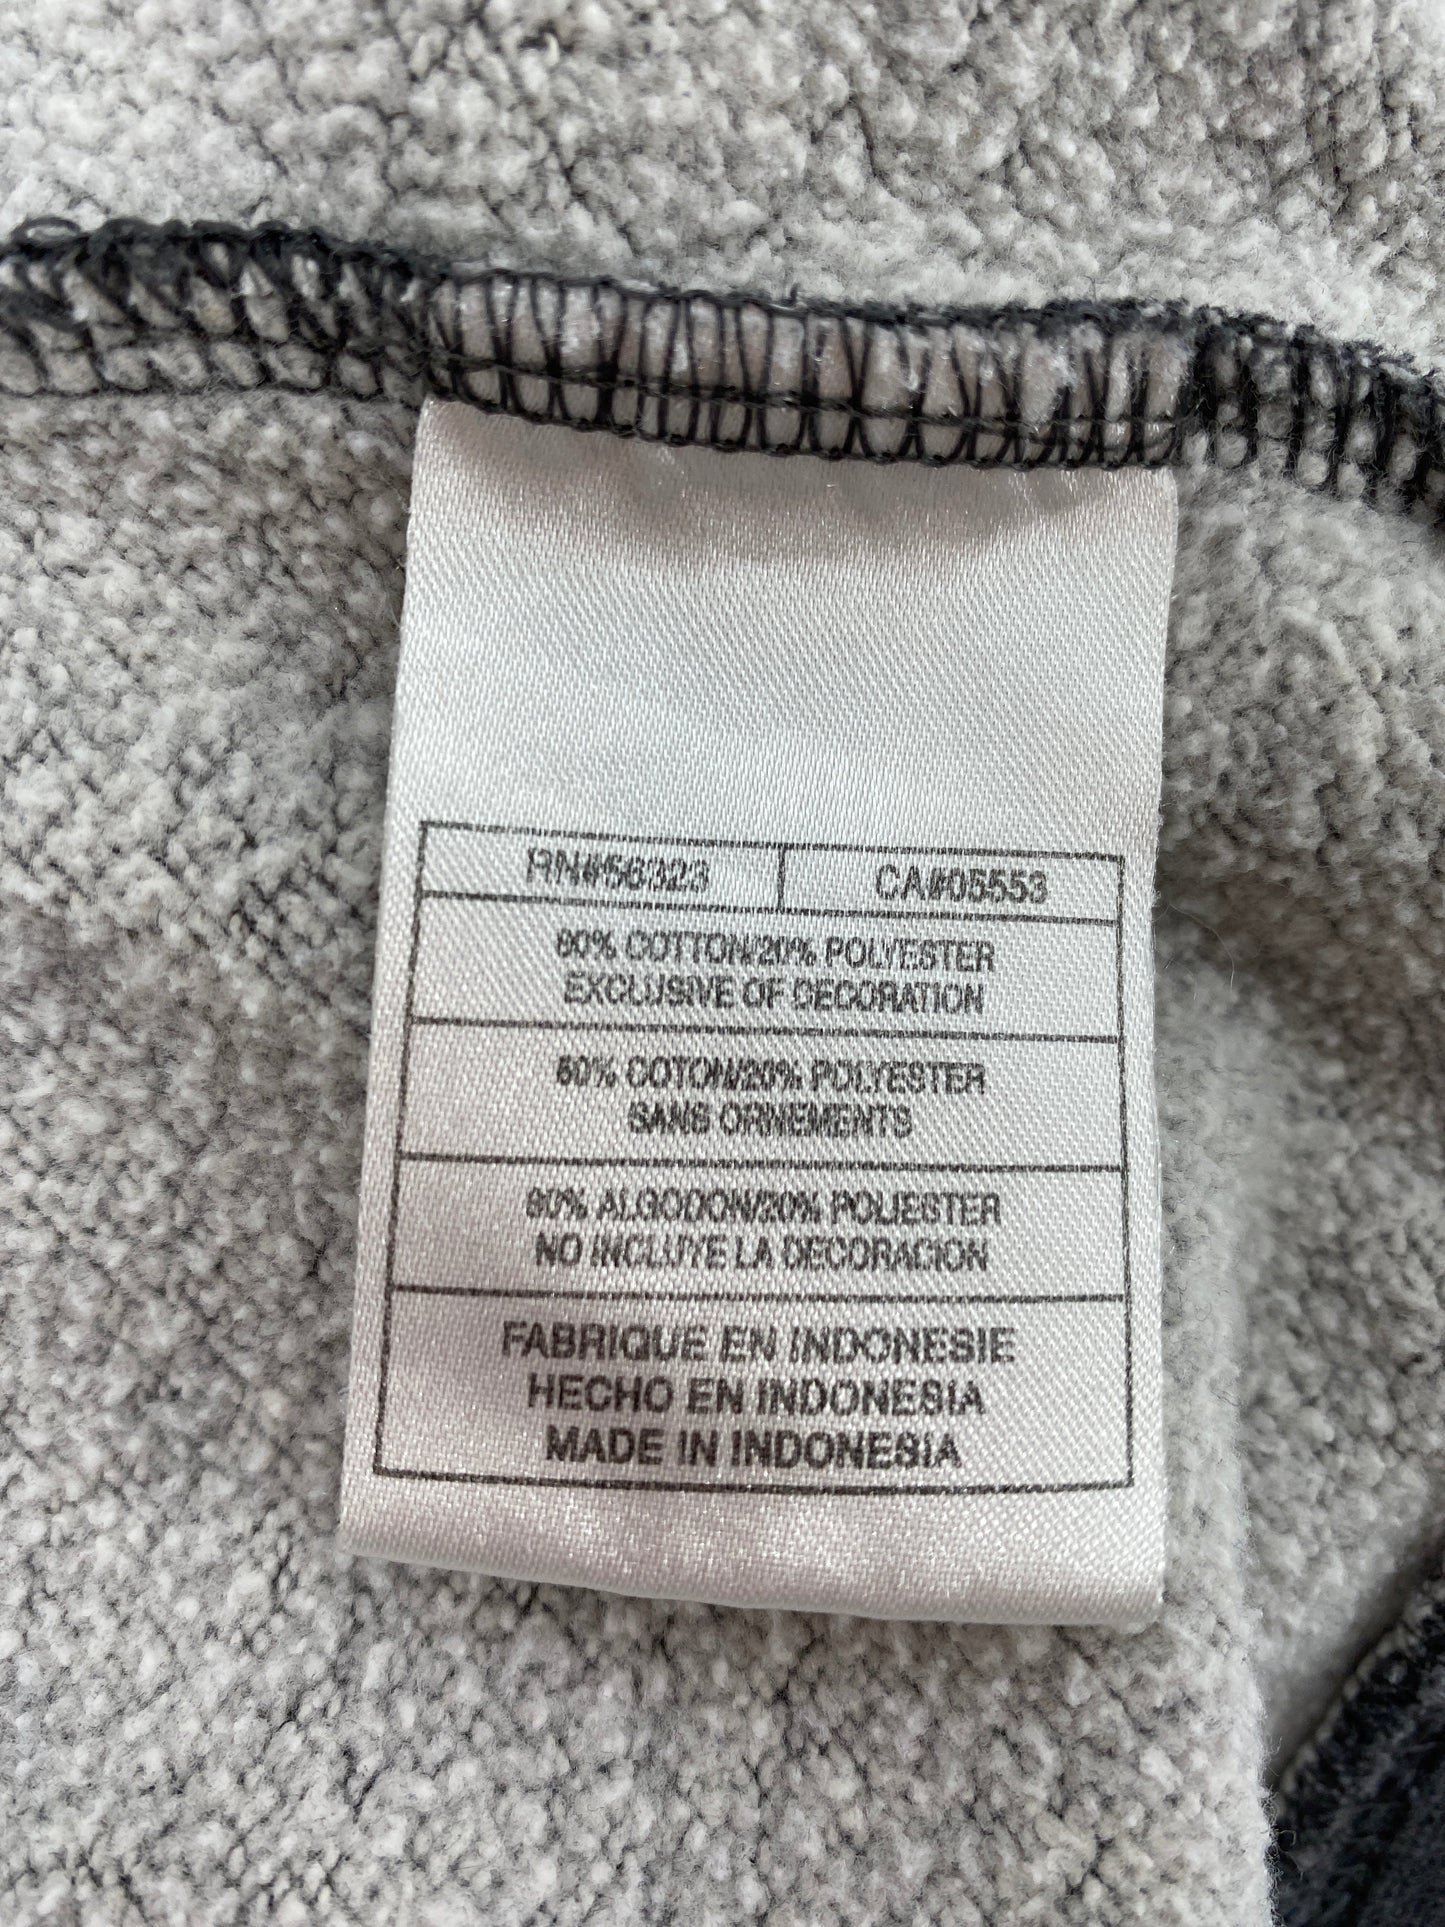 RN#56323 CA#05553
80% COTTON/20% POLYESTER
EXCLUSIVE OF DECORATION
80% COTON/20% POLYESTER
SANS ORNEMENTS
80% ALGODON/20% POLIESTER
NO INCLUYE LA DECORACION
FABRIQUE EN INDONESIE
HECHO EN INDONESIA
MADE IN INDONESIA